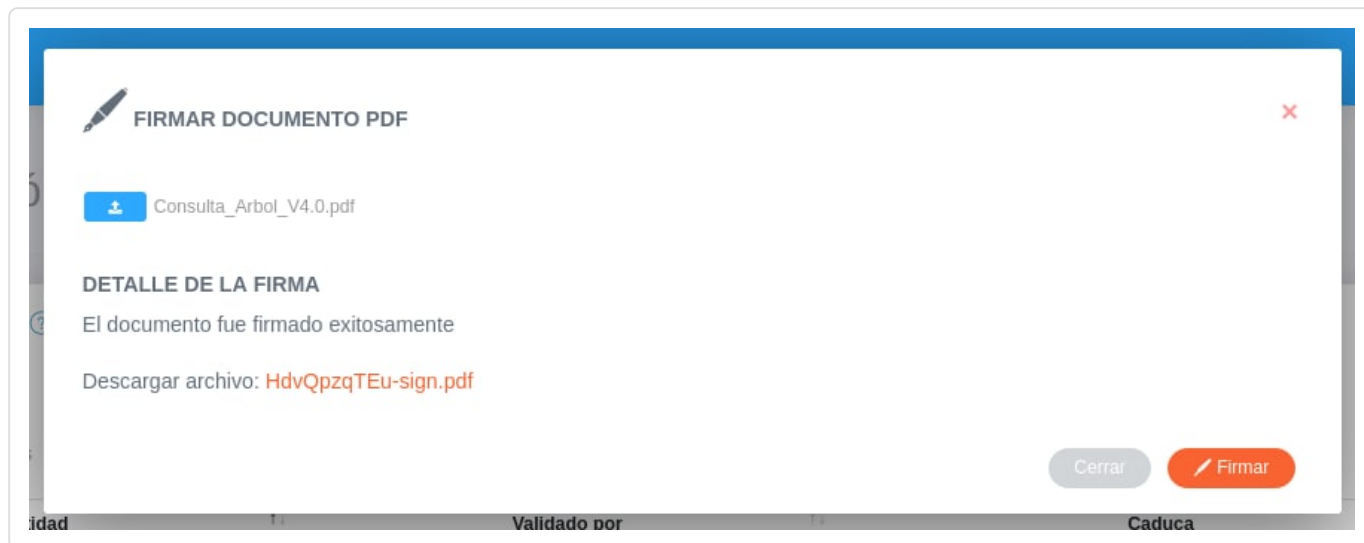 FIRMAR DOCUMENTO PDF
×
Consulta_Arbol_V4.0.pdf
DETALLE DE LA FIRMA
El documento fue firmado exitosamente
Descargar archivo: HdvQpzqTEu-sign.pdf
Cerrar Firmar
idad Validado por Caduca